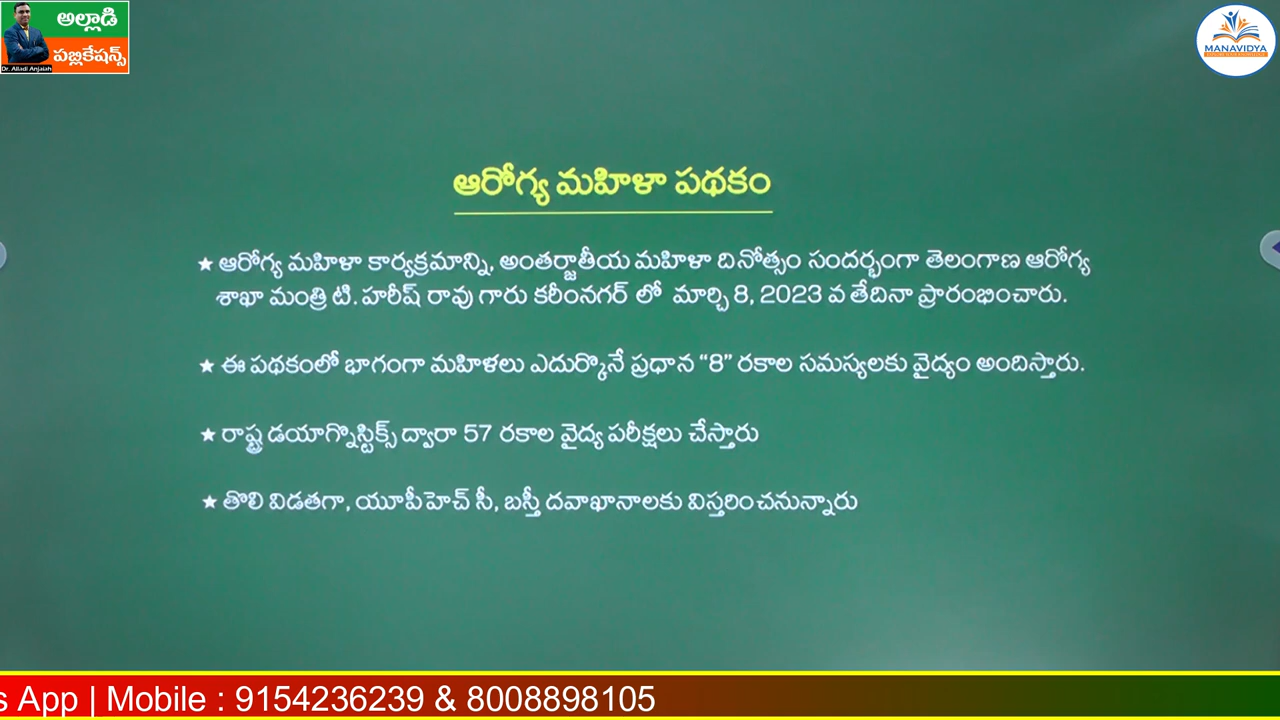 అల్లాడి
పబ్లికేషన్స్
Dr. Alladi Anjaiah
MANAVIDYA
ఆరోగ్య మహిళా పథకం
★ ఆరోగ్య మహిళా కార్యక్రమాన్ని, అంతర్జాతీయ మహిళా దినోత్సం సందర్భంగా తెలంగాణ ఆరోగ్య
శాఖా మంత్రి టి. హరీష్ రావు గారు కరీంనగర్ లో మార్చి 8, 2023 వ తేదినా ప్రారంభించారు.
★ ఈ పథకంలో భాగంగా మహిళలు ఎదుర్కొనే ప్రధాన “8” రకాల సమస్యలకు వైద్యం అందిస్తారు.
★ రాష్ట్ర డయాగ్నొస్టిక్స్ ద్వారా 57 రకాల వైద్య పరీక్షలు చేస్తారు
★ తొలి విడతగా, యూపీహెచ్ సీ, బస్తీ దవాఖానాలకు విస్తరించనున్నారు
s App | Mobile : 9154236239 & 8008898105